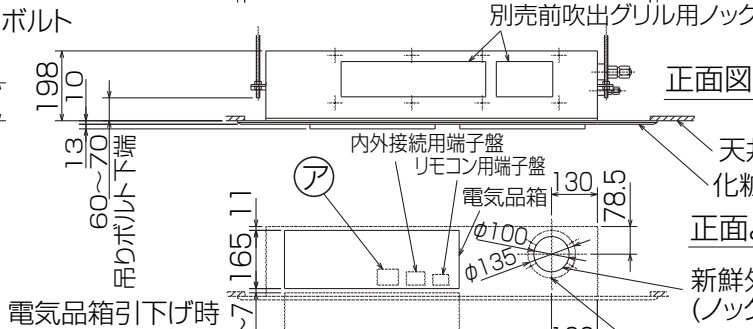 ボルト
別売前吹出グリル用ノック
正面図
198
10
13
60～70
吊りボルト下端
内外接続用端子盤
リモコン用端子盤
電気品箱
ア
天井
化粧
130
78.5
正面よ
φ100
φ135
165
11
新鮮外
(ノック
電気品箱引下げ時
～7